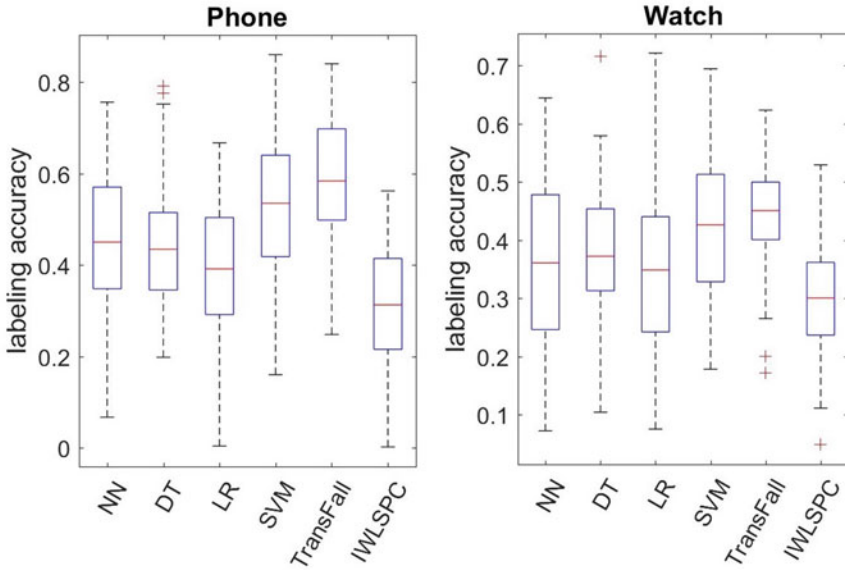 Phone
labeling accuracy
0.8
0.6
0.4
0.2
0
NN
DT
LR
SVM
TransFall
IWLSPC
Watch
labeling accuracy
0.7
0.6
0.5
0.4
0.3
0.2
0.1
NN
DT
LR
SVM
TransFall
IWLSPC